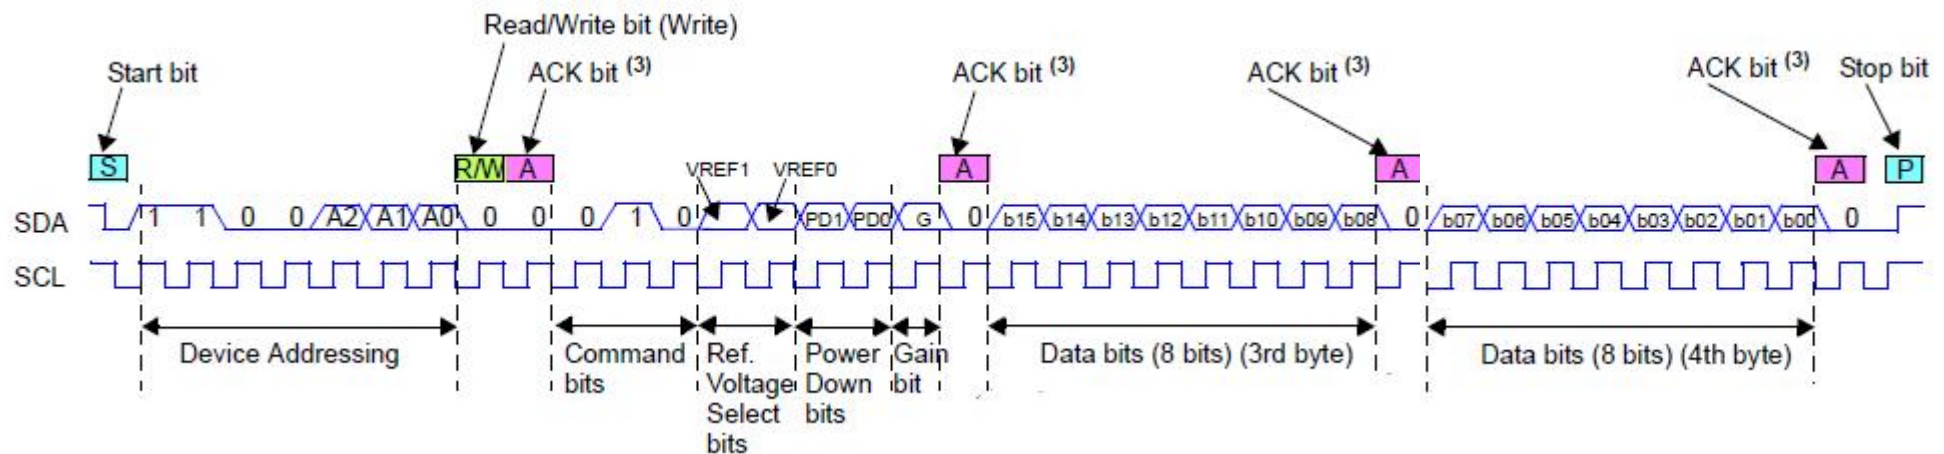 Read/Write bit (Write)
Start bit
ACK bit (3)
ACK bit (3)
ACK bit (3)
ACK bit (3)
Stop bit
S
R/W
A
VREF1
VREF0
A
A
A
P
SDA
1 1 0 0 A2 A1 A0 0 0 0 1 0 PD1 PD0 G 0 b15 b14 b13 b12 b11 b10 b09 b08 0 b07 b06 b05 b04 b03 b02 b01 b00 0
SCL
Device Addressing
Command
bits
Ref.
Voltage
Select
bits
Power
Down
bits
Gain
bit
Data bits (8 bits) (3rd byte)
Data bits (8 bits) (4th byte)